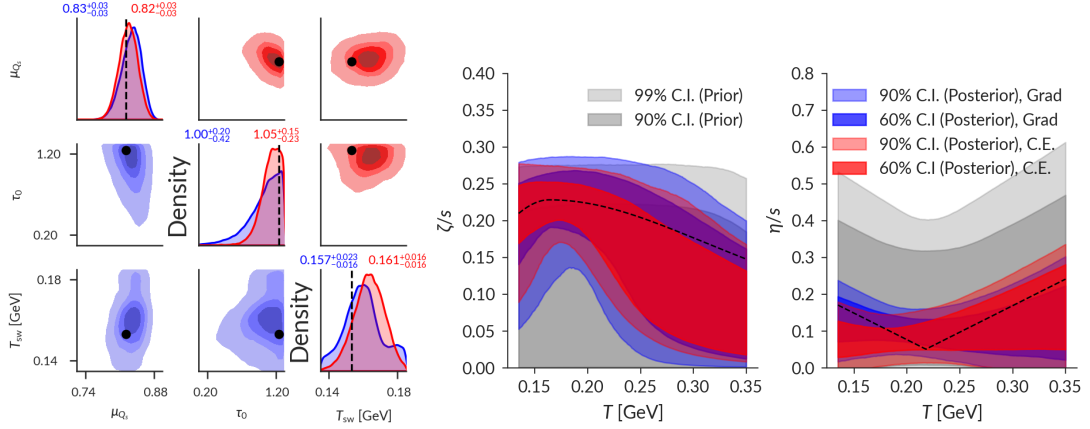 0.83+0.03−0.03 0.82+0.03−0.03
μQs
1.20
τ0
0.20
1.00+0.20−0.42 1.05+0.15−0.23
Density
0.18
Tsw [GeV]
0.14
0.157+0.023−0.016 0.161+0.016−0.016
Density
0.74 0.88
μQs
0.20 1.20
τ0
0.14 0.18
Tsw [GeV]
0.40
0.35
0.30
0.25
0.20
0.15
0.10
0.05
0.00
ζ/s
99% C.I. (Prior)
90% C.I. (Prior)
0.15 0.20 0.25 0.30 0.35
T [GeV]
0.8
0.7
0.6
0.5
0.4
0.3
0.2
0.1
0.0
η/s
90% C.I. (Posterior), Grad
60% C.I (Posterior), Grad
90% C.I. (Posterior), C.E.
60% C.I (Posterior), C.E.
0.15 0.20 0.25 0.30 0.35
T [GeV]